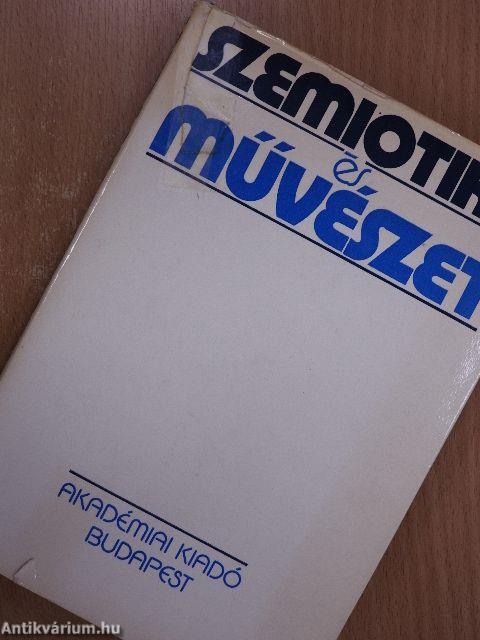 SZEMIOTIK
és
MŰVÉSZET
AKADÉMIAI KIADÓ
BUDAPEST
Antikvárium.hu